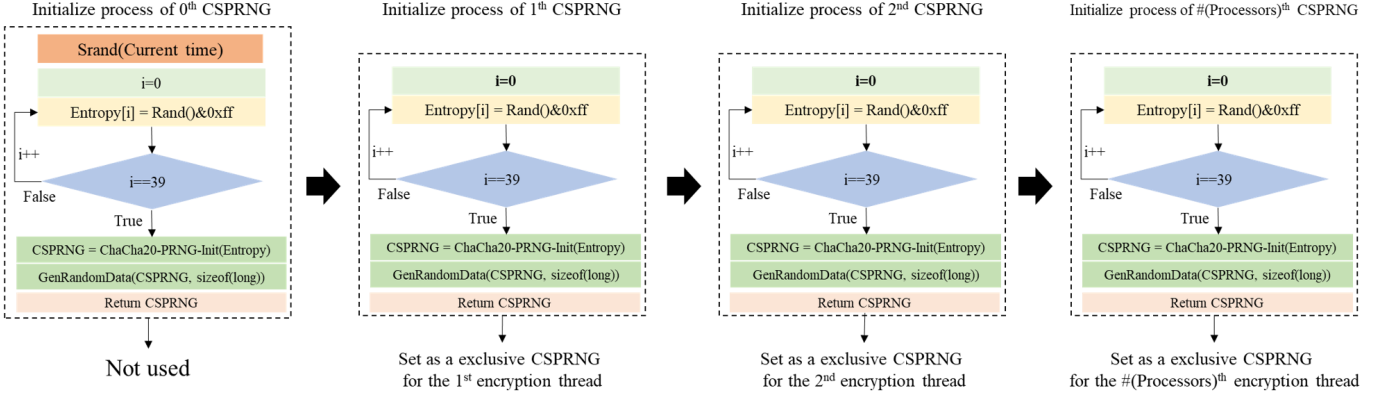 Initialize process of 0th CSPRNG
Srand(Current time)
i=0
Entropy[i] = Rand()&0xff
i++
i==39
False
True
CSPRNG = ChaCha20-PRNG-Init(Entropy)
GenRandomData(CSPRNG, sizeof(long))
Return CSPRNG
Not used
Initialize process of 1th CSPRNG
i=0
Entropy[i] = Rand()&0xff
i++
i==39
False
True
CSPRNG = ChaCha20-PRNG-Init(Entropy)
GenRandomData(CSPRNG, sizeof(long))
Return CSPRNG
Set as a exclusive CSPRNG
for the 1st encryption thread
Initialize process of 2nd CSPRNG
i=0
Entropy[i] = Rand()&0xff
i++
i==39
False
True
CSPRNG = ChaCha20-PRNG-Init(Entropy)
GenRandomData(CSPRNG, sizeof(long))
Return CSPRNG
Set as a exclusive CSPRNG
for the 2nd encryption thread
Initialize process of #(Processors)th CSPRNG
i=0
Entropy[i] = Rand()&0xff
i++
i==39
False
True
CSPRNG = ChaCha20-PRNG-Init(Entropy)
GenRandomData(CSPRNG, sizeof(long))
Return CSPRNG
Set as a exclusive CSPRNG
for the #(Processors)th encryption thread